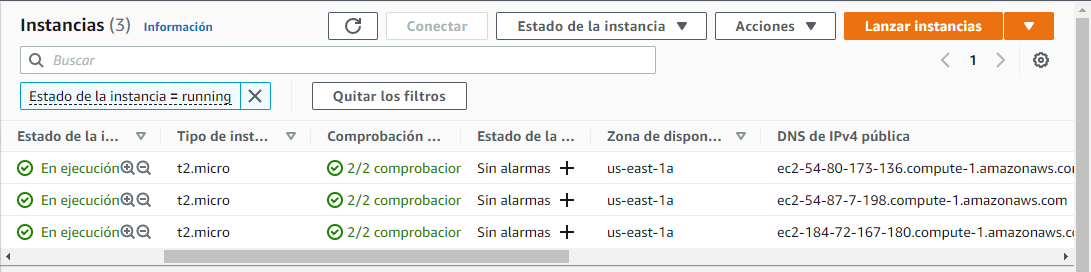 Instancias (3) Información Conectar Estado de la instancia Acciones Lanzar instancias
Buscar 1
Estado de la instancia = running Quitar los filtros
Estado de la i... Tipo de inst... Comprobación ... Estado de la ... Zona de dispon... DNS de IPv4 pública
En ejecución t2.micro 2/2 comprobacior Sin alarmas us-east-1a ec2-54-80-173-136.compute-1.amazonaws.con
En ejecución t2.micro 2/2 comprobacior Sin alarmas us-east-1a ec2-54-87-7-198.compute-1.amazonaws.com
En ejecución t2.micro 2/2 comprobacior Sin alarmas us-east-1a ec2-184-72-167-180.compute-1.amazonaws.co